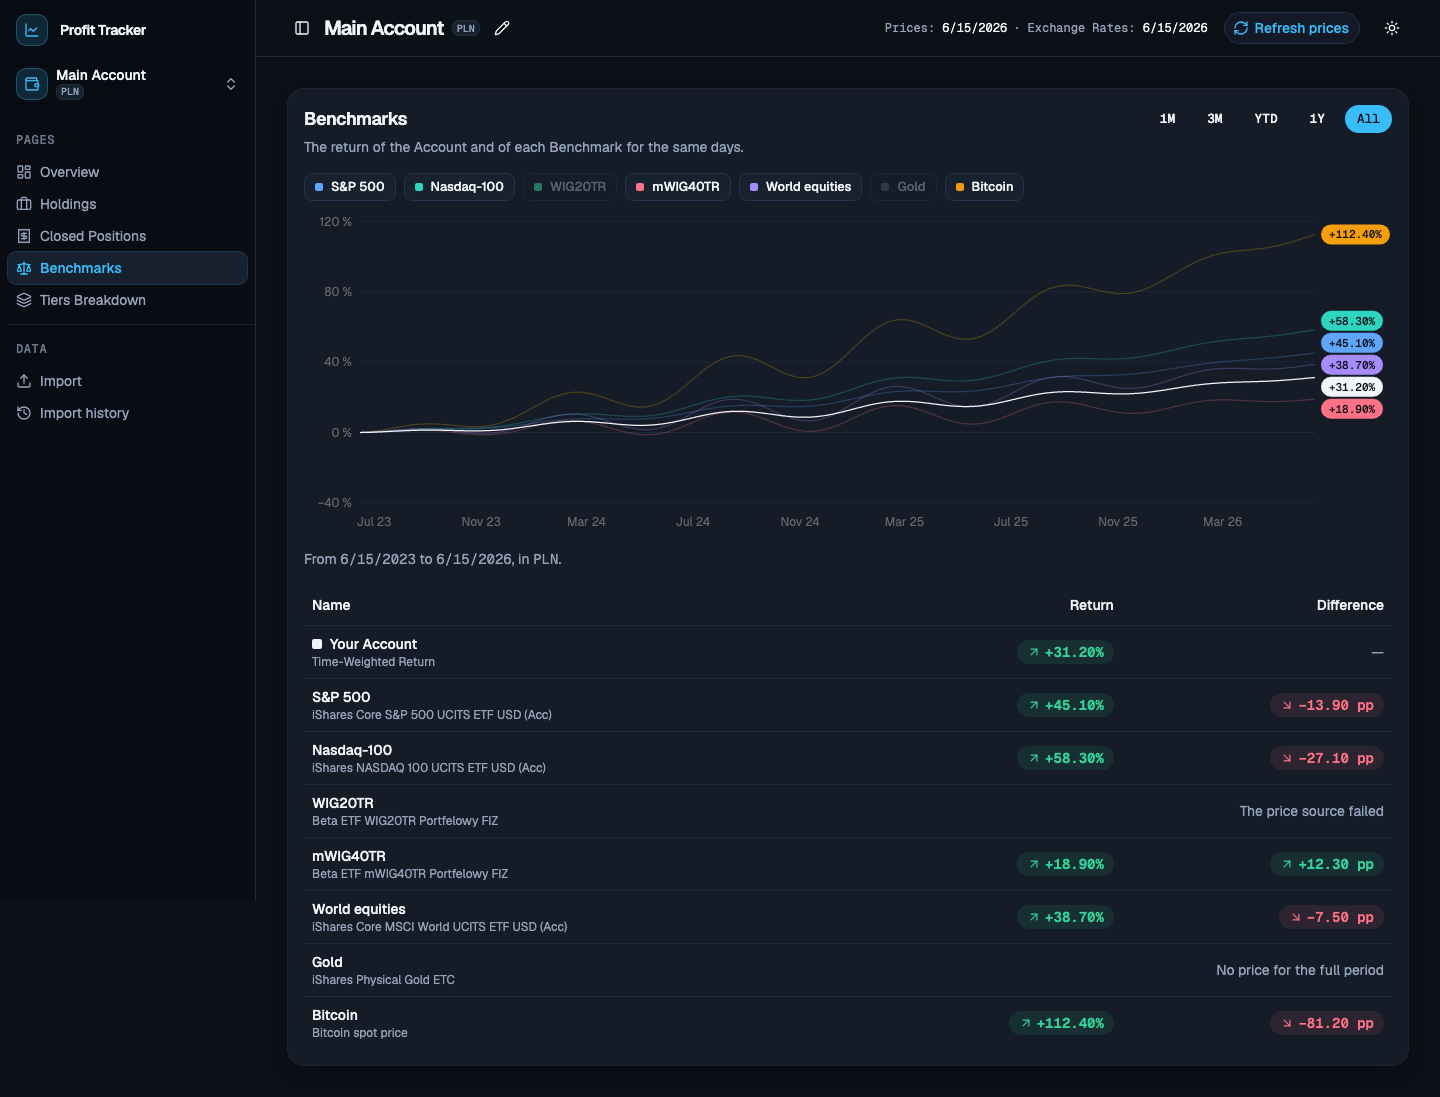 Profit Tracker
Main Account
PLN
PAGES
Overview
Holdings
Closed Positions
Benchmarks
Tiers Breakdown
DATA
Import
Import history
Main Account PLN
Prices: 6/15/2026 · Exchange Rates: 6/15/2026
Refresh prices
Benchmarks
1M 3M YTD 1Y All
The return of the Account and of each Benchmark for the same days.
S&P 500 Nasdaq-100 WIG20TR mWIG40TR World equities Gold Bitcoin
120 %
80 %
40 %
0 %
−40 %
+112.40%
+58.30%
+45.10%
+38.70%
+31.20%
+18.90%
Jul 23 Nov 23 Mar 24 Jul 24 Nov 24 Mar 25 Jul 25 Nov 25 Mar 26
From 6/15/2023 to 6/15/2026, in PLN.
Name Return Difference
Your Account
Time-Weighted Return
+31.20% —
S&P 500
iShares Core S&P 500 UCITS ETF USD (Acc)
+45.10% −13.90 pp
Nasdaq-100
iShares NASDAQ 100 UCITS ETF USD (Acc)
+58.30% −27.10 pp
WIG20TR
Beta ETF WIG20TR Portfelowy FIZ
The price source failed
mWIG40TR
Beta ETF mWIG40TR Portfelowy FIZ
+18.90% +12.30 pp
World equities
iShares Core MSCI World UCITS ETF USD (Acc)
+38.70% −7.50 pp
Gold
iShares Physical Gold ETC
No price for the full period
Bitcoin
Bitcoin spot price
+112.40% −81.20 pp